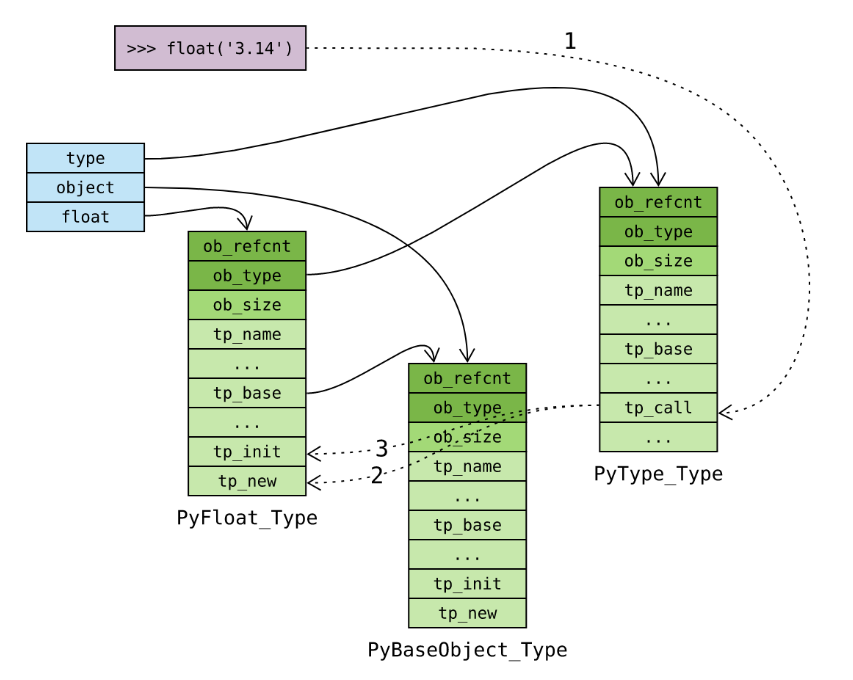 >>> float('3.14')
1
type
object
float
ob_refcnt
ob_type
ob_size
tp_name
...
tp_base
...
tp_init
tp_new
PyFloat_Type
3
2
ob_refcnt
ob_type
ob_size
tp_name
...
tp_base
...
tp_init
tp_new
PyBaseObject_Type
ob_refcnt
ob_type
ob_size
tp_name
...
tp_base
...
tp_call
...
PyType_Type